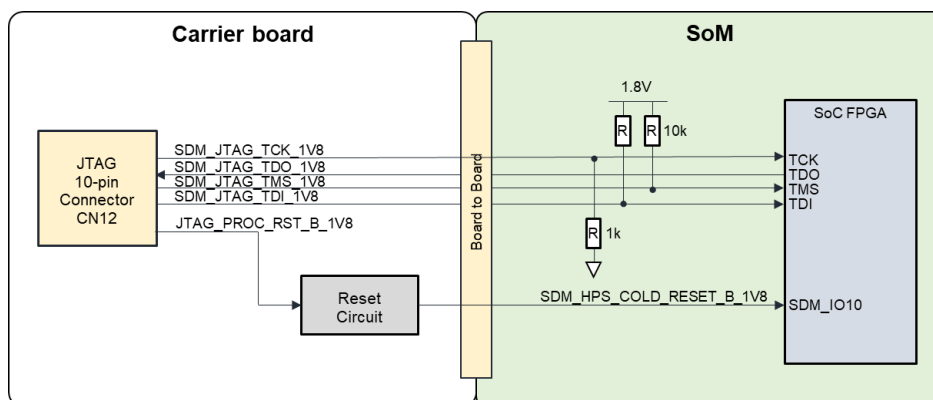 Carrier board
SoM
1.8V
SoC FPGA
R
R
10k
JTAG
10-pin
Connector
CN12
SDM_JTAG_TCK_1V8
SDM_JTAG_TDO_1V8
SDM_JTAG_TMS_1V8
SDM_JTAG_TDI_1V8
JTAG_PROC_RST_B_1V8
TCK
TDO
TMS
TDI
Board to Board
R
1k
Reset
Circuit
SDM_HPS_COLD_RESET_B_1V8
SDM_IO10